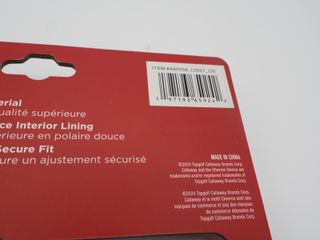 erial
ualité supérieure
ce Interior Lining
érieure en polaire douce
Secure Fit
ure un ajustement sécurisé
MADE IN CHINA
©2024 Topgolf Callaway Brands Corp.
Callaway and the Chevron Device are
trademarks and/or registered trademarks of
Topgolf Callaway Brands Corp.
©2024 Topgolf Callaway Brands Corp.
Callaway et le motif Chevron sont des
marques de commerce et/ou des marques
de commerce déposées de
Topgolf Callaway Brands Corp.